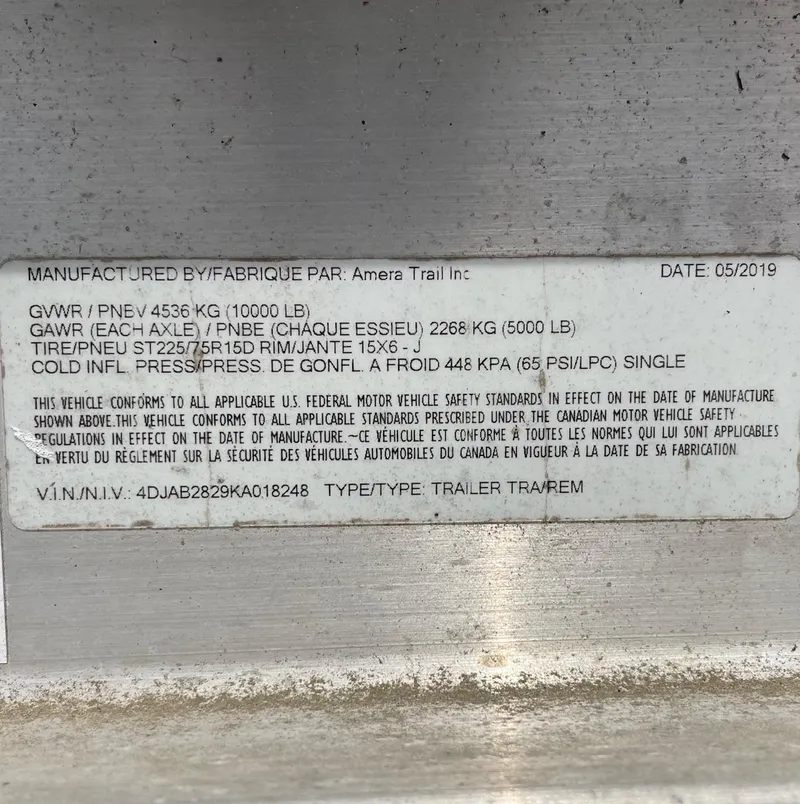 MANUFACTURED BY/FABRIQUE PAR: Amera Trail Inc DATE: 05/2019
GVWR / PNBV 4536 KG (10000 LB)
GAWR (EACH AXLE) / PNBE (CHAQUE ESSIEU) 2268 KG (5000 LB)
TIRE/PNEU ST225/75R15D RIM/JANTE 15X6 - J
COLD INFL. PRESS/PRESS. DE GONFL. A FROID 448 KPA (65 PSI/LPC) SINGLE
THIS VEHICLE CONFORMS TO ALL APPLICABLE U.S. FEDERAL MOTOR VEHICLE SAFETY STANDARDS IN EFFECT ON THE DATE OF MANUFACTURE
SHOWN ABOVE.THIS VEHICLE CONFORMS TO ALL APPLICABLE STANDARDS PRESCRIBED UNDER THE CANADIAN MOTOR VEHICLE SAFETY
REGULATIONS IN EFFECT ON THE DATE OF MANUFACTURE.~CE VÉHICULE EST CONFORME À TOUTES LES NORMES QUI LUI SONT APPLICABLES
EN VERTU DU RÈGLEMENT SUR LA SÉCURITÉ DES VÉHICULES AUTOMOBILES DU CANADA EN VIGUEUR À LA DATE DE SA FABRICATION
V.I.N./N.I.V.: 4DJAB2829KA018248 TYPE/TYPE: TRAILER TRA/REM